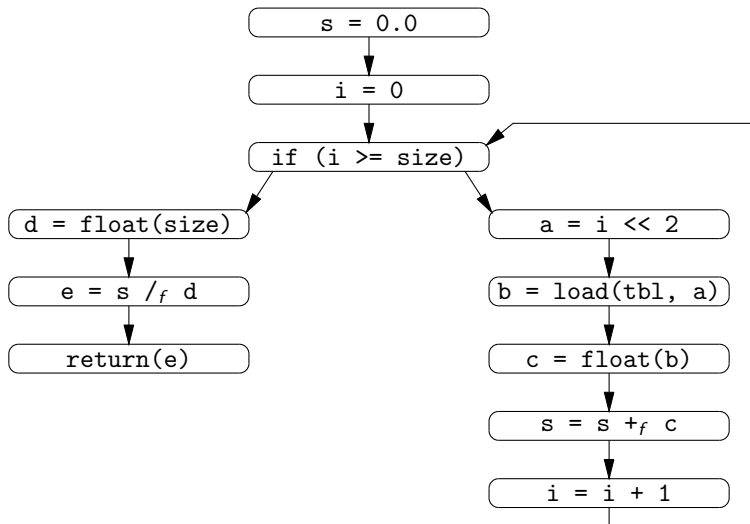 s = 0.0
i = 0
if (i >= size)
d = float(size)
e = s /f d
return(e)
a = i << 2
b = load(tbl, a)
c = float(b)
s = s +f c
i = i + 1